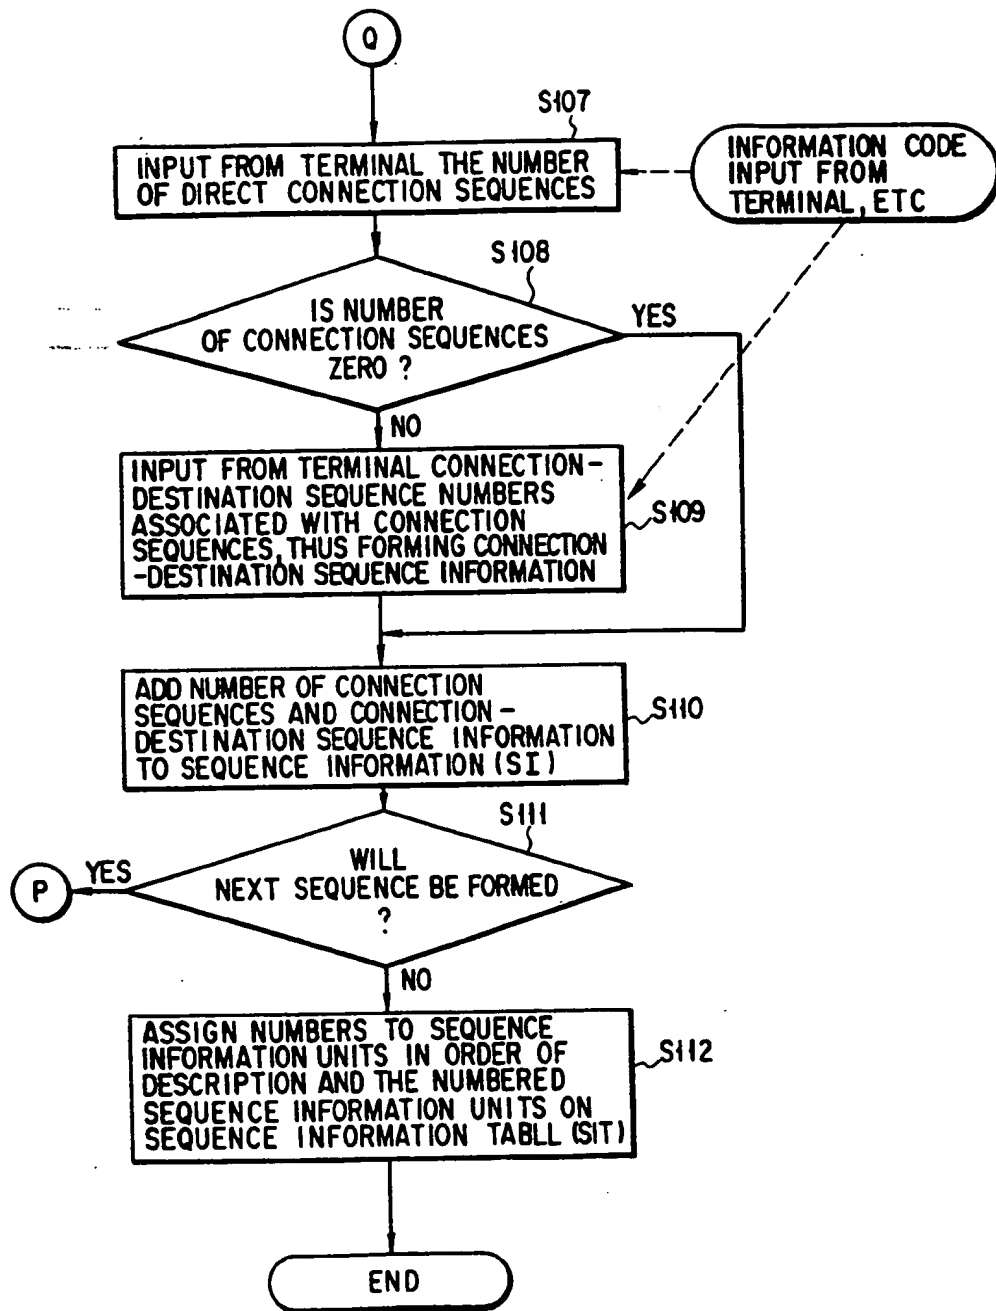 Q
S107
INPUT FROM TERMINAL THE NUMBER
OF DIRECT CONNECTION SEQUENCES
INFORMATION CODE
INPUT FROM
TERMINAL, ETC
S108
IS NUMBER
OF CONNECTION SEQUENCES
ZERO ?
YES
NO
INPUT FROM TERMINAL CONNECTION-
DESTINATION SEQUENCE NUMBERS
ASSOCIATED WITH CONNECTION
SEQUENCES, THUS FORMING CONNECTION
-DESTINATION SEQUENCE INFORMATION
S109
ADD NUMBER OF CONNECTION
SEQUENCES AND CONNECTION-
DESTINATION SEQUENCE INFORMATION
TO SEQUENCE INFORMATION (SI)
S110
S111
WILL
NEXT SEQUENCE BE FORMED
?
YES
P
NO
ASSIGN NUMBERS TO SEQUENCE
INFORMATION UNITS IN ORDER OF
DESCRIPTION AND THE NUMBERED
SEQUENCE INFORMATION UNITS ON
SEQUENCE INFORMATION TABLL (SIT)
S112
END